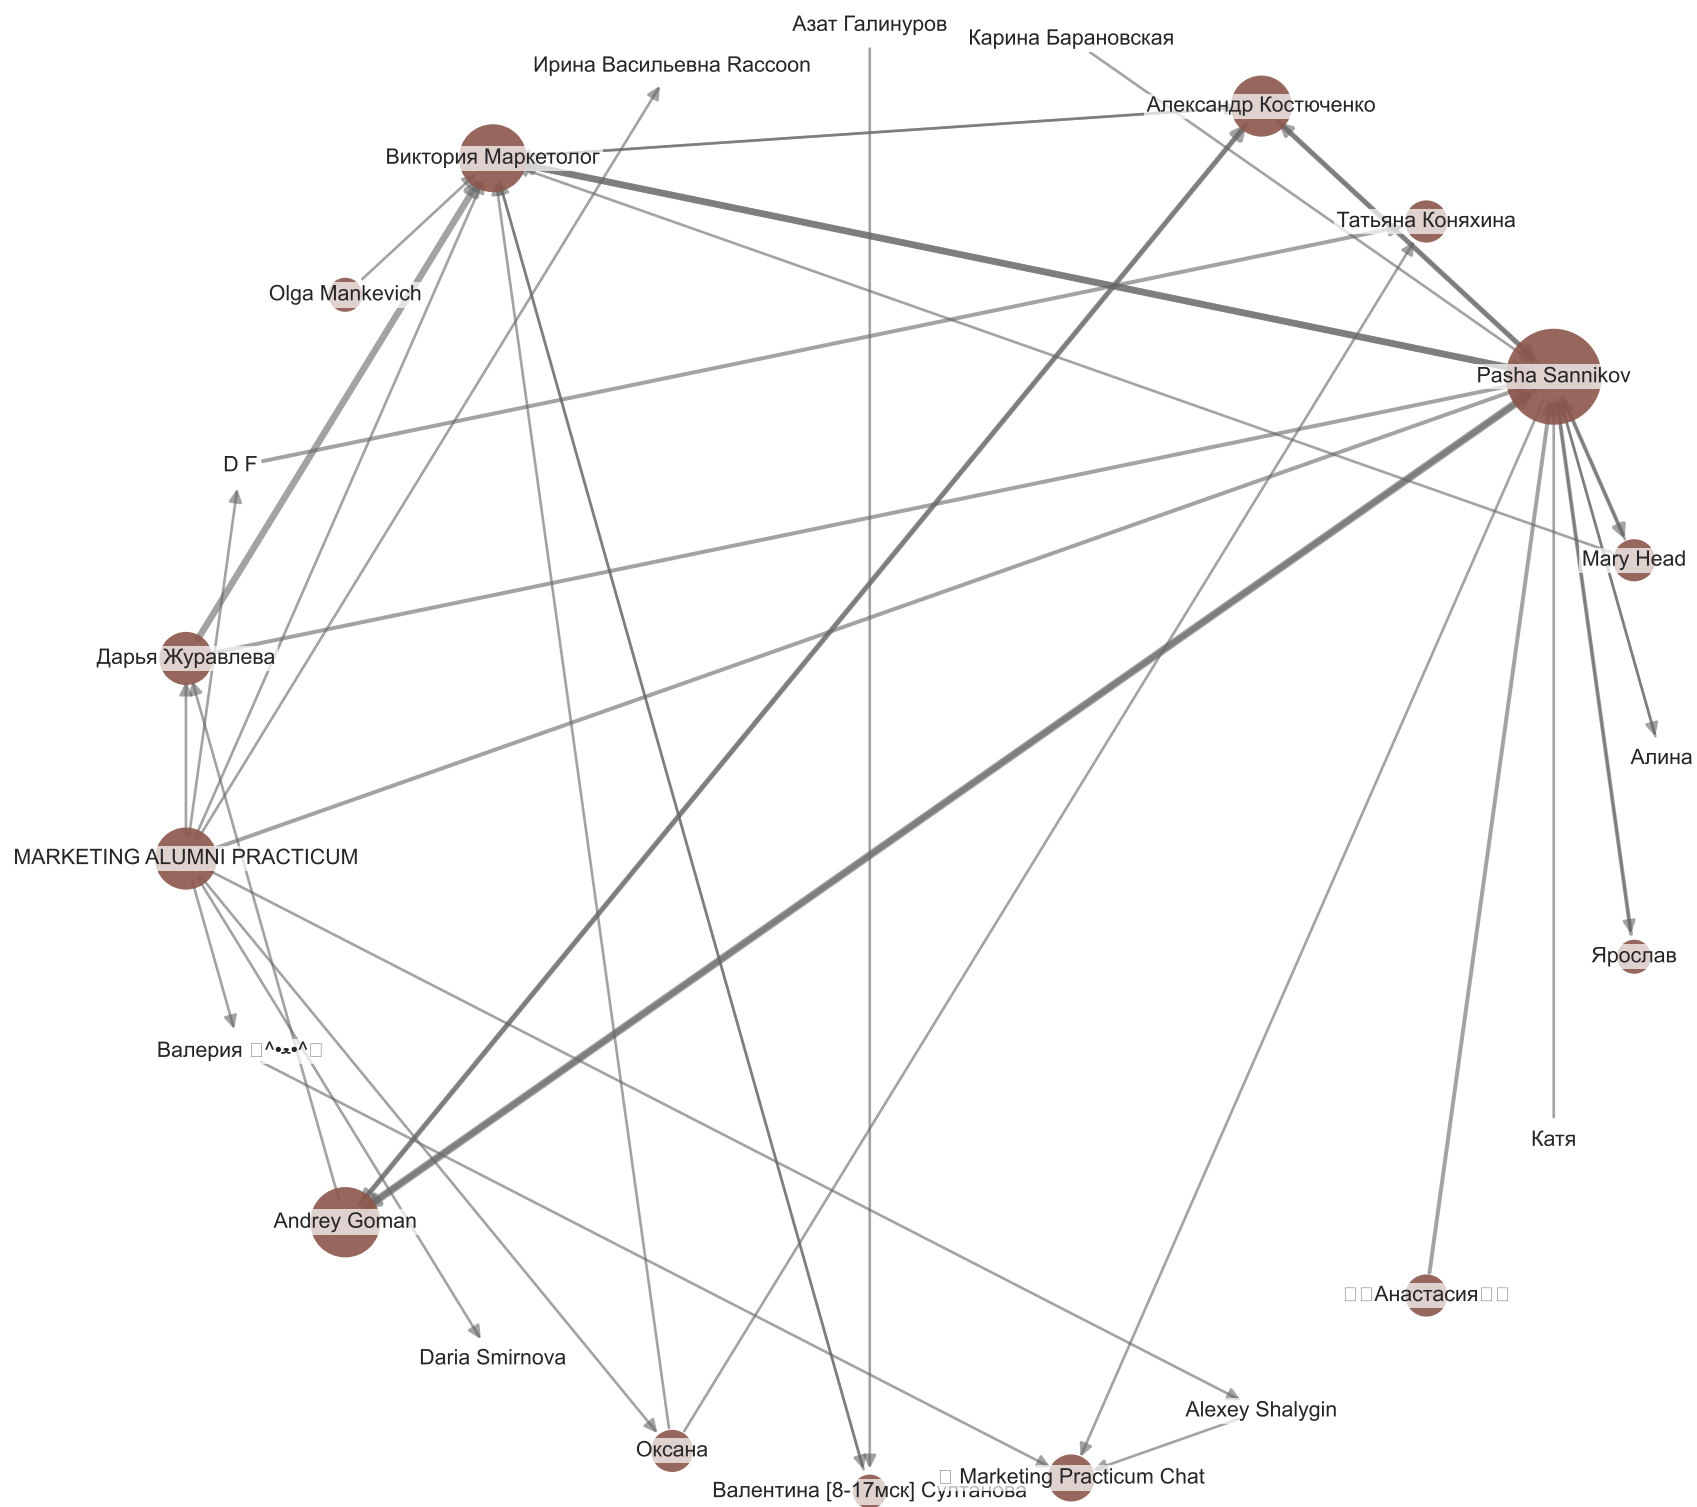 Азат Галинуров
Карина Барановская
Ирина Васильевна Raccoon
Александр Костюченко
Виктория Маркетолог
Татьяна Коняхина
Olga Mankevich
Pasha Sannikov
D F
Mary Head
Дарья Журавлева
Алина
MARKETING ALUMNI PRACTICUM
Ярослав
Валерия □^•ﻌ•^□
Катя
Andrey Goman
□□Анастасия□□
Daria Smirnova
Alexey Shalygin
Оксана
□ Marketing Practicum Chat
Валентина [8-17мск] Султанова